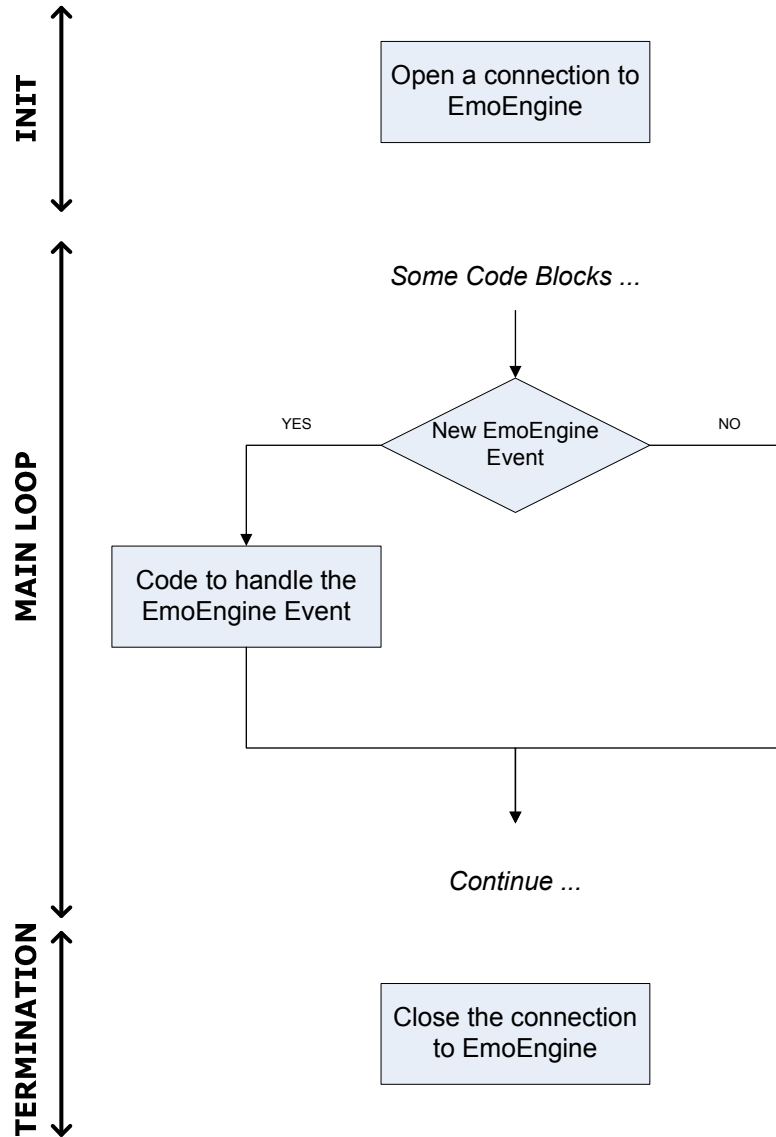 INIT
Open a connection to
EmoEngine
MAIN LOOP
Some Code Blocks ...
New EmoEngine
Event
YES
NO
Code to handle the
EmoEngine Event
Continue ...
TERMINATION
Close the connection
to EmoEngine